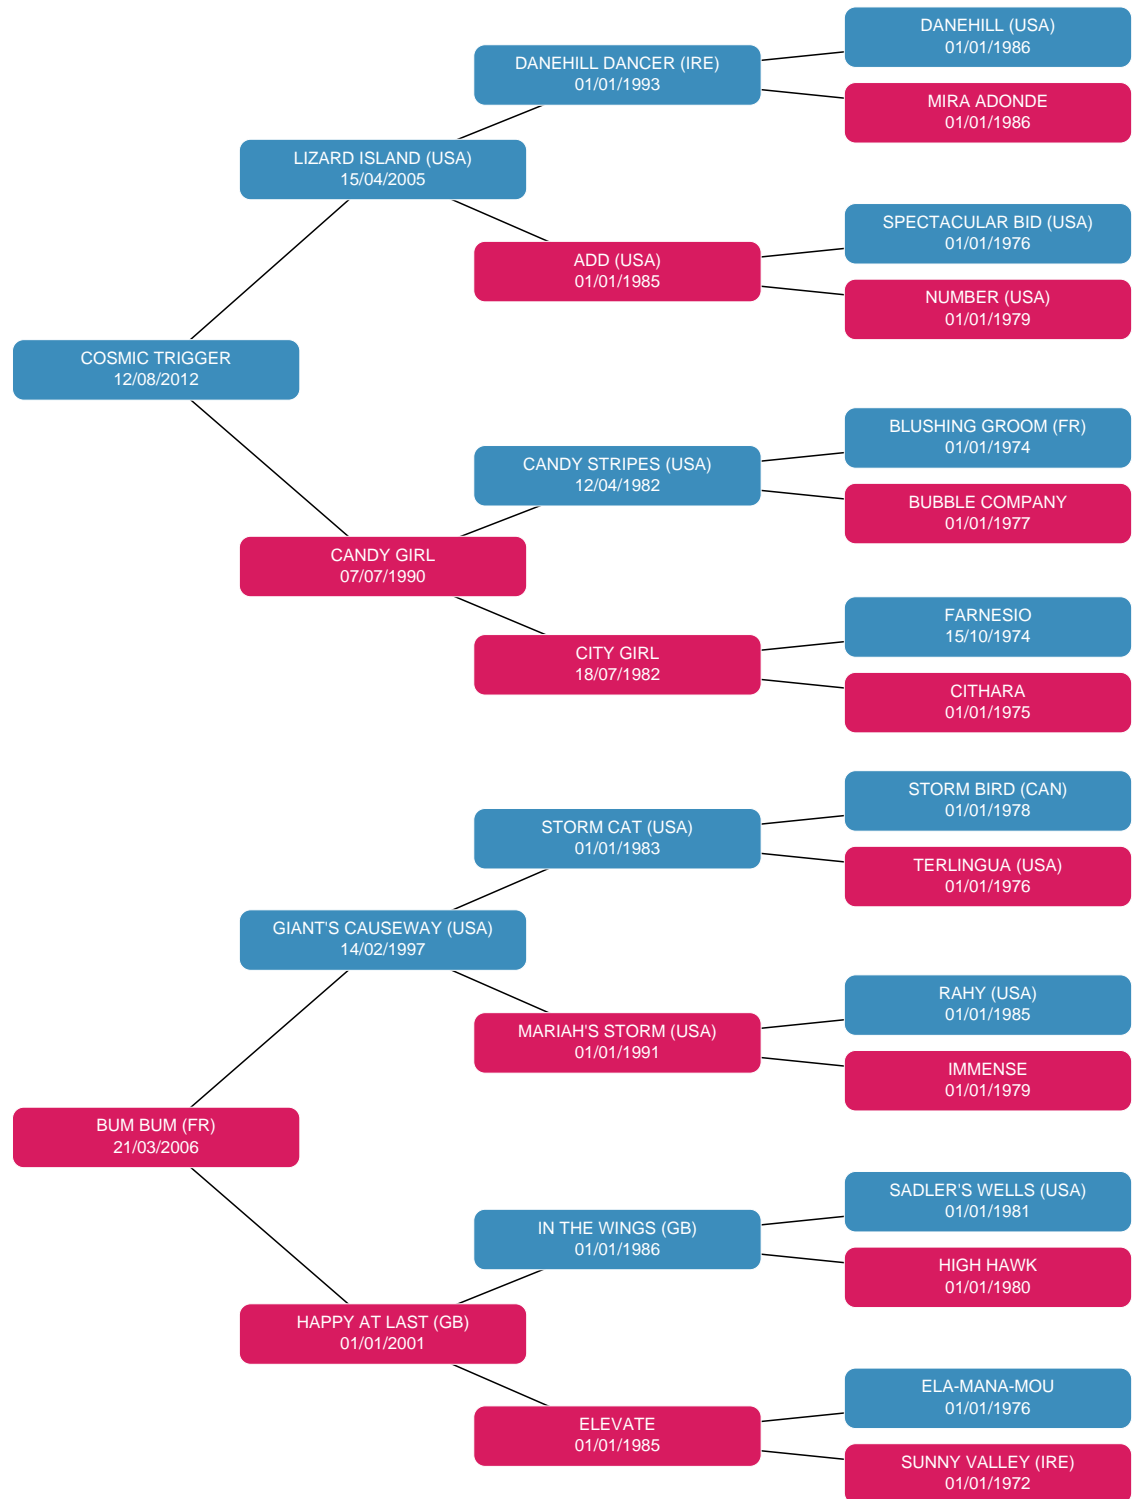 DANEHILL (USA)
01/01/1986
DANEHILL DANCER (IRE)
01/01/1993
MIRA ADONDE
01/01/1986
LIZARD ISLAND (USA)
15/04/2005
SPECTACULAR BID (USA)
01/01/1976
ADD (USA)
01/01/1985
NUMBER (USA)
01/01/1979
COSMIC TRIGGER
12/08/2012
BLUSHING GROOM (FR)
01/01/1974
CANDY STRIPES (USA)
12/04/1982
BUBBLE COMPANY
01/01/1977
CANDY GIRL
07/07/1990
FARNESIO
15/10/1974
CITY GIRL
18/07/1982
CITHARA
01/01/1975
STORM BIRD (CAN)
01/01/1978
STORM CAT (USA)
01/01/1983
TERLINGUA (USA)
01/01/1976
GIANT'S CAUSEWAY (USA)
14/02/1997
RAHY (USA)
01/01/1985
MARIAH'S STORM (USA)
01/01/1991
IMMENSE
01/01/1979
BUM BUM (FR)
21/03/2006
SADLER'S WELLS (USA)
01/01/1981
IN THE WINGS (GB)
01/01/1986
HIGH HAWK
01/01/1980
HAPPY AT LAST (GB)
01/01/2001
ELA-MANA-MOU
01/01/1976
ELEVATE
01/01/1985
SUNNY VALLEY (IRE)
01/01/1972